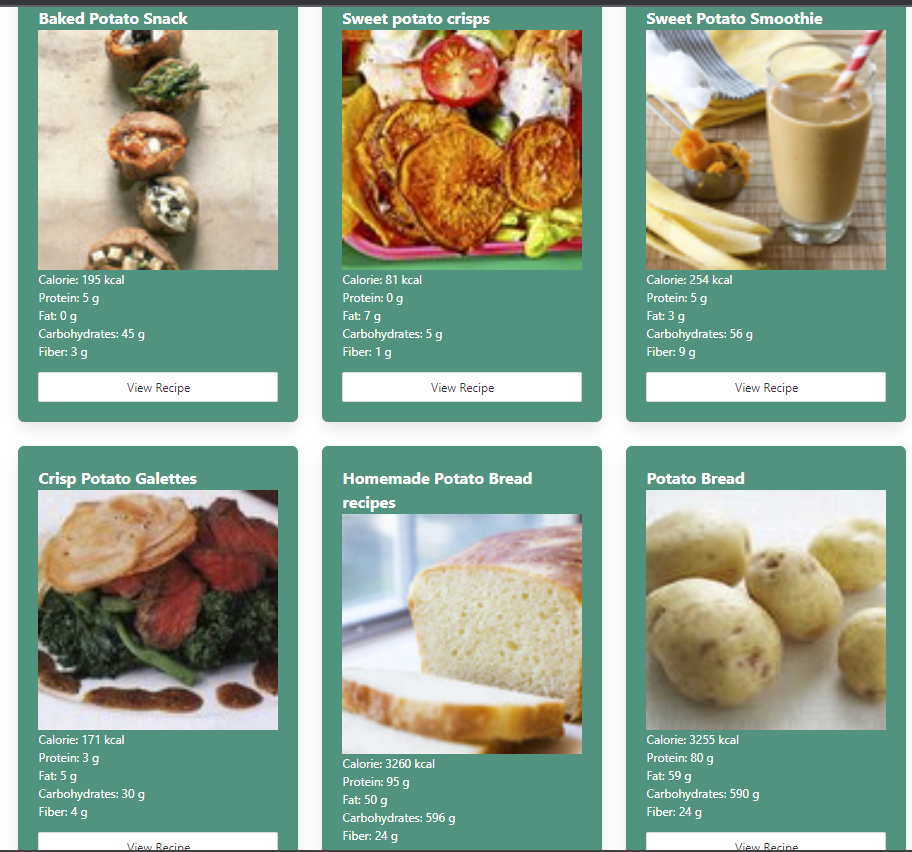 Baked Potato Snack
Calorie: 195 kcal
Protein: 5 g
Fat: 0 g
Carbohydrates: 45 g
Fiber: 3 g
View Recipe
Sweet potato crisps
Calorie: 81 kcal
Protein: 0 g
Fat: 7 g
Carbohydrates: 5 g
Fiber: 1 g
View Recipe
Sweet Potato Smoothie
Calorie: 254 kcal
Protein: 5 g
Fat: 3 g
Carbohydrates: 56 g
Fiber: 9 g
View Recipe
Crisp Potato Galettes
Calorie: 171 kcal
Protein: 3 g
Fat: 5 g
Carbohydrates: 30 g
Fiber: 4 g
View Recipe
Homemade Potato Bread
recipes
Calorie: 3260 kcal
Protein: 95 g
Fat: 50 g
Carbohydrates: 596 g
Fiber: 24 g
Potato Bread
Calorie: 3255 kcal
Protein: 80 g
Fat: 59 g
Carbohydrates: 590 g
Fiber: 24 g
View Recipe